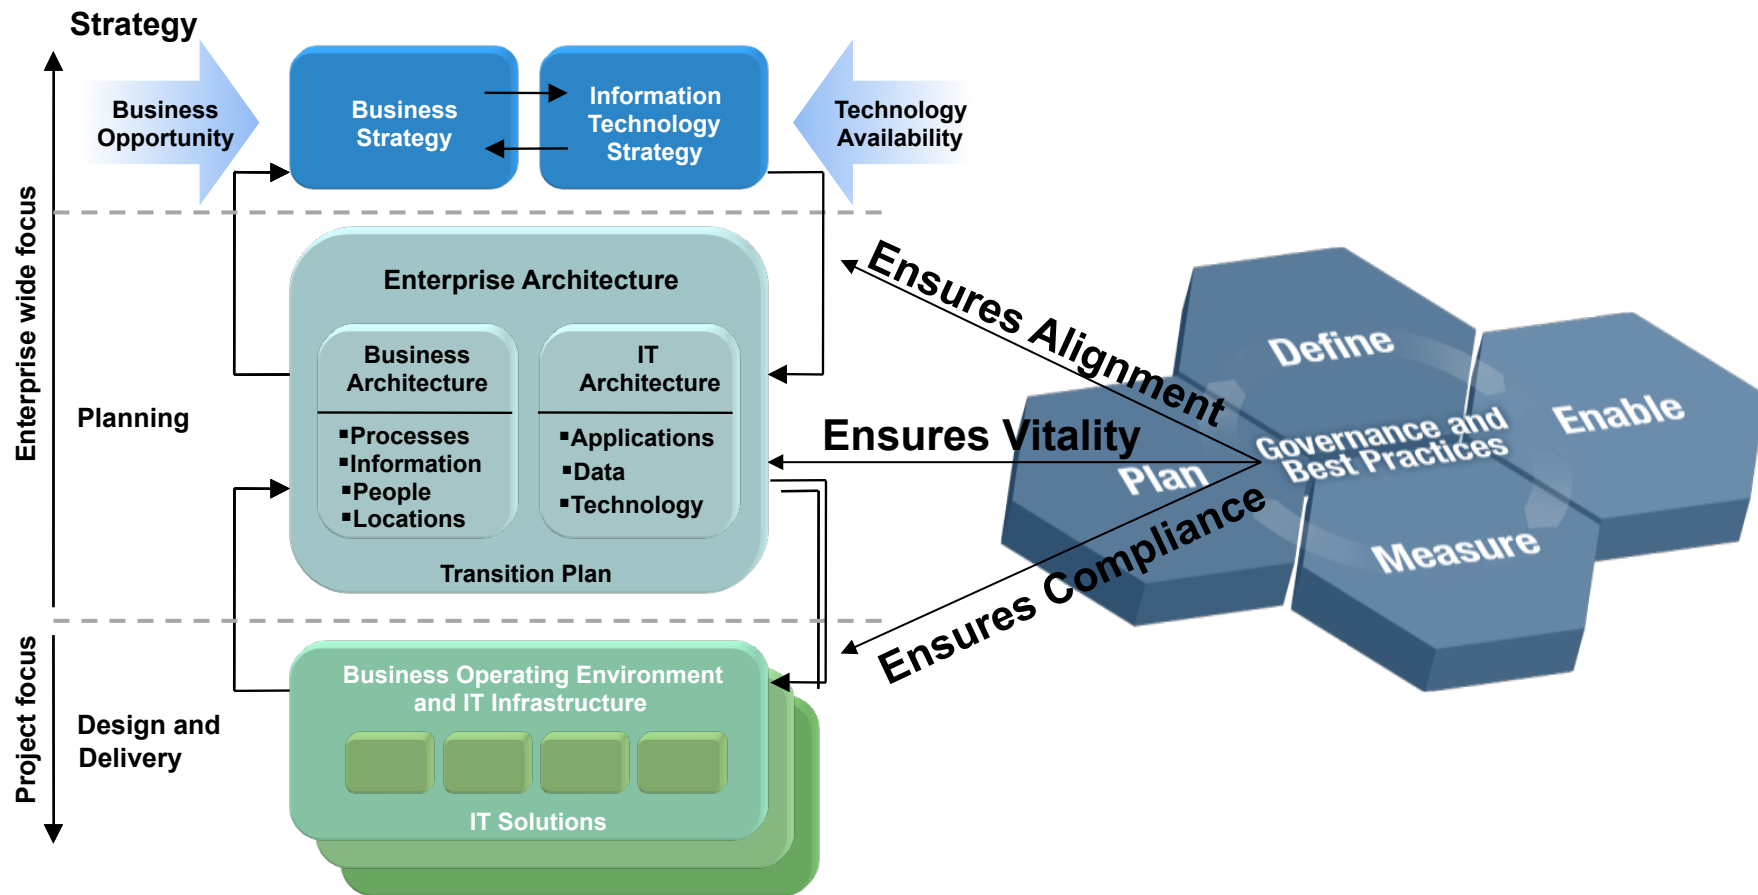 Strategy
Business
Opportunity
Business
Strategy
Information
Technology
Strategy
Technology
Availability
Enterprise wide focus
Planning
Enterprise Architecture
Business
Architecture
▪Processes
▪Information
▪People
▪Locations
IT
Architecture
▪Applications
▪Data
▪Technology
Transition Plan
Ensures Alignment
Ensures Vitality
Ensures Compliance
Define
Enable
Governance and
Best Practices
Plan
Measure
Project focus
Design and
Delivery
Business Operating Environment
and IT Infrastructure
IT Solutions